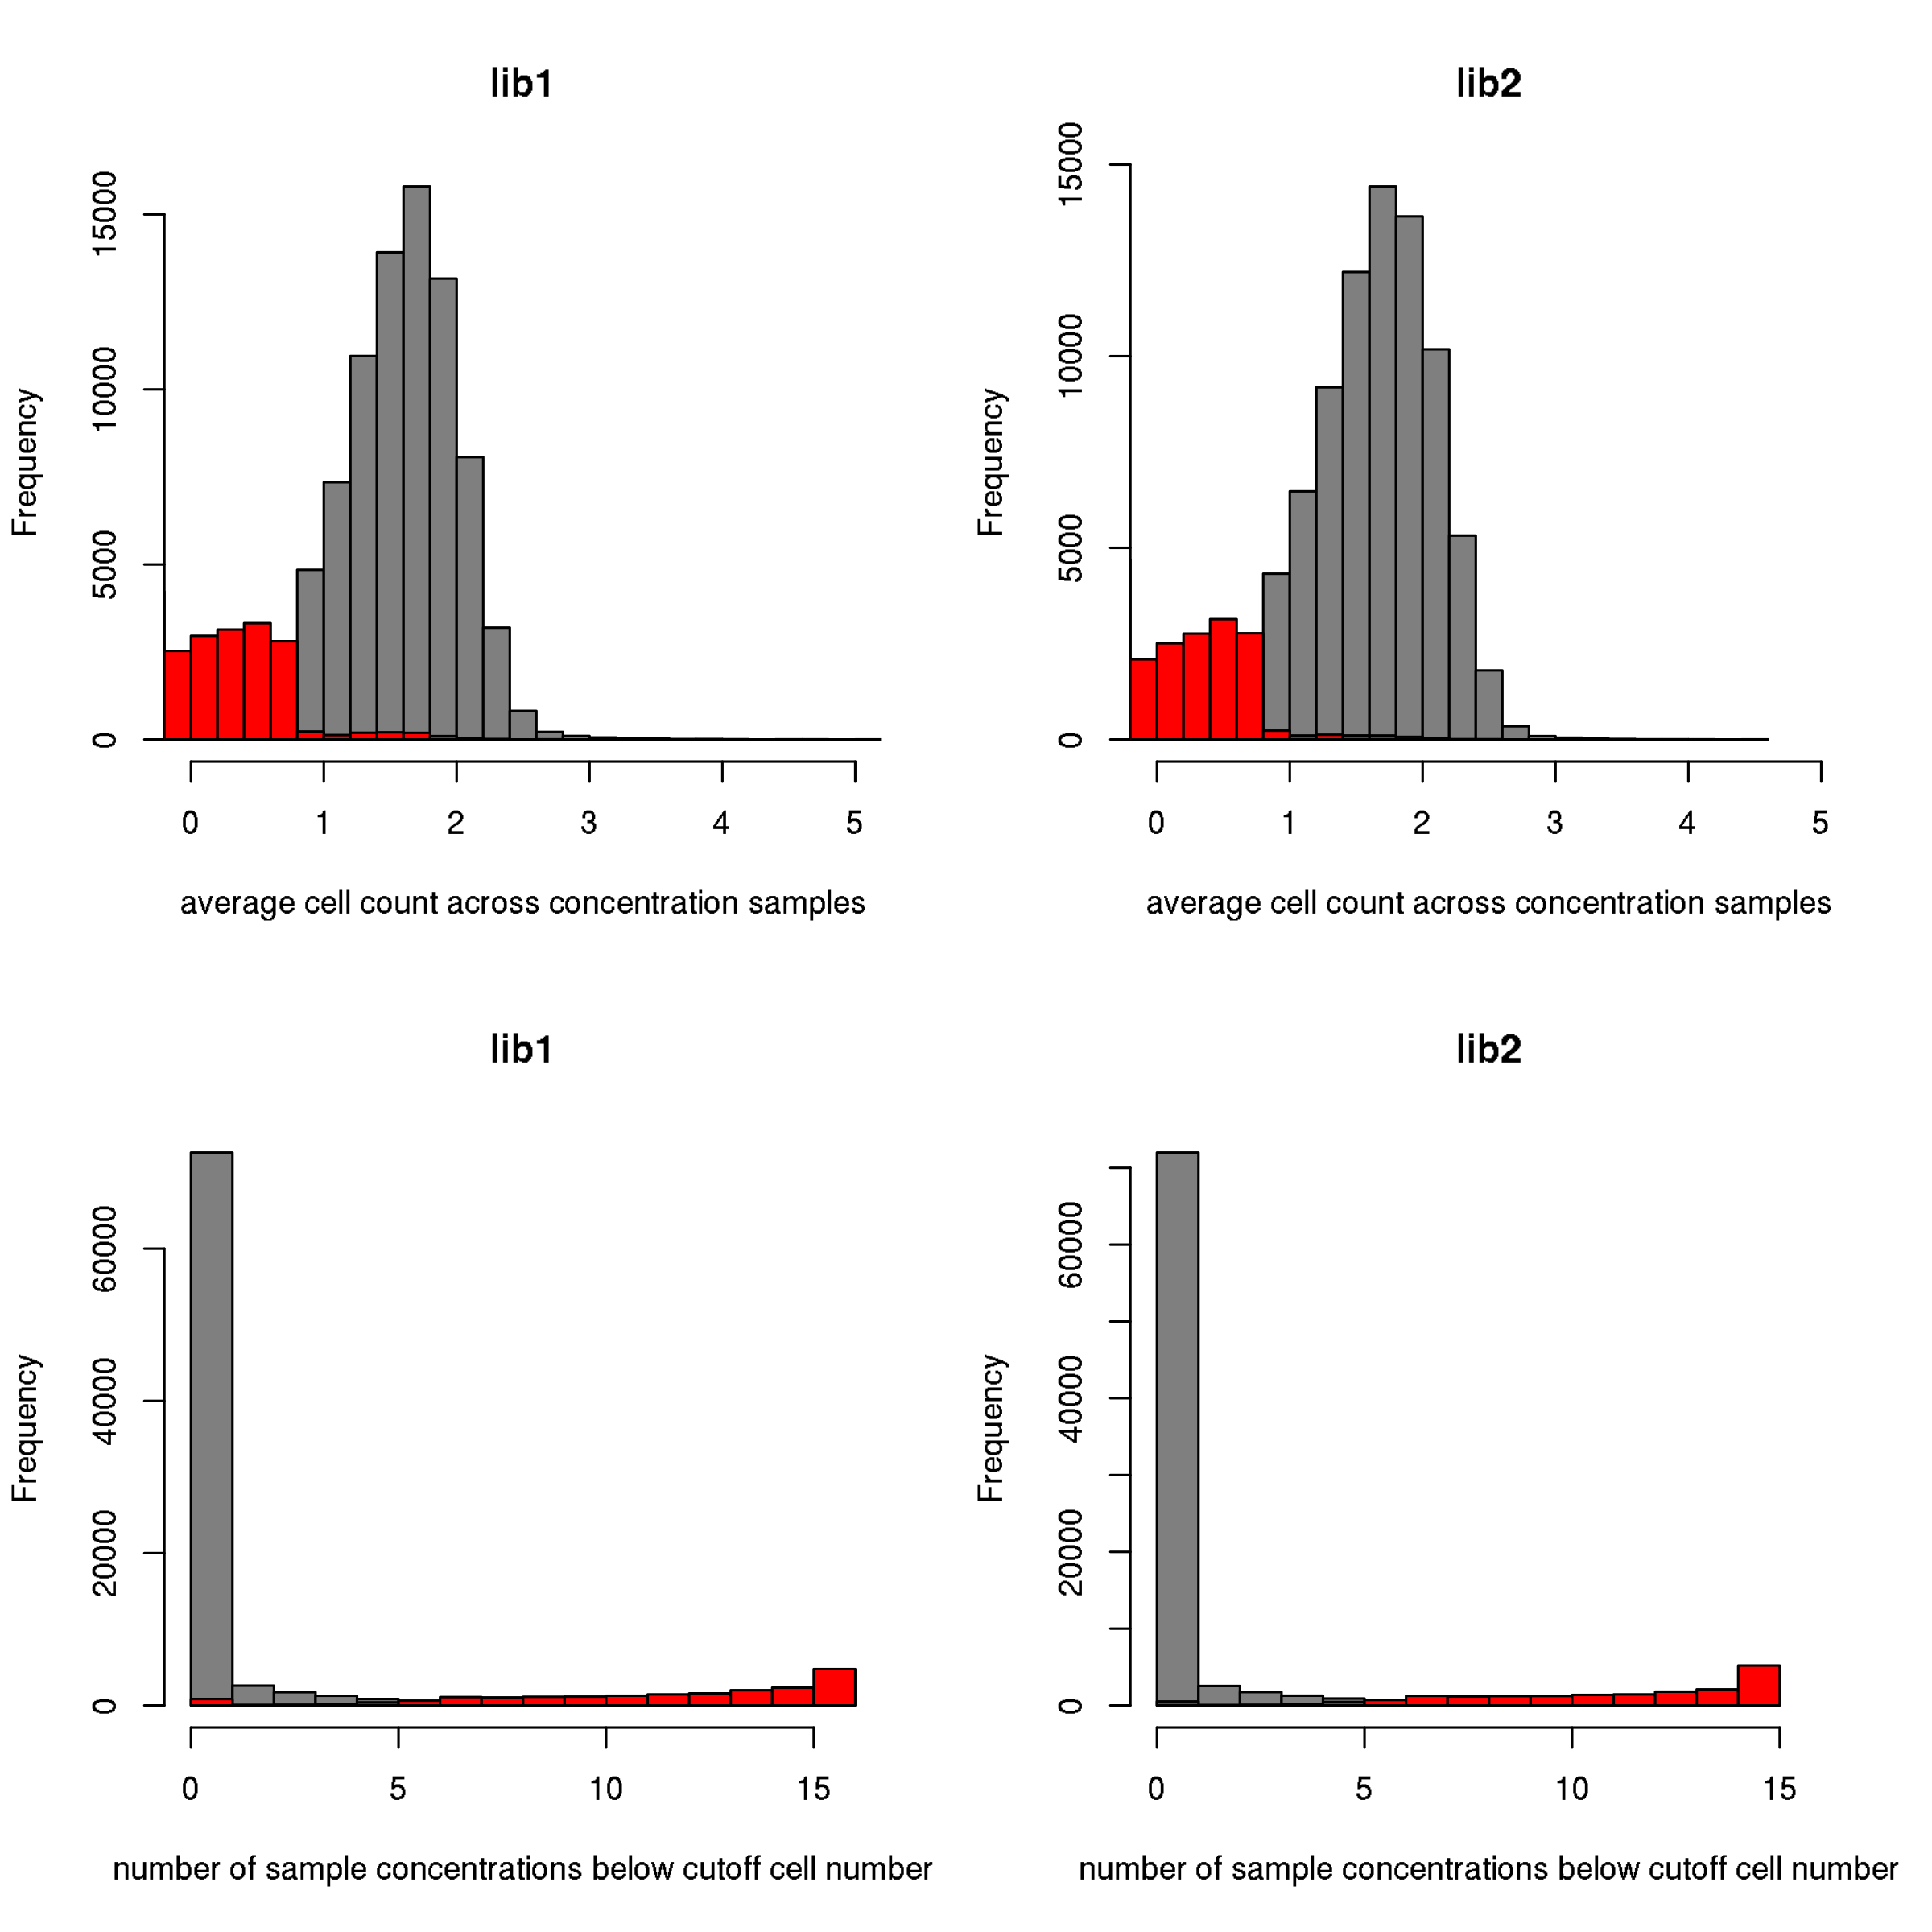 lib1
Frequency
0 5000 10000 15000
0 1 2 3 4 5
average cell count across concentration samples
lib2
Frequency
0 5000 10000 15000
0 1 2 3 4 5
average cell count across concentration samples
lib1
Frequency
0 20000 40000 60000
0 5 10 15
number of sample concentrations below cutoff cell number
lib2
Frequency
0 20000 40000 60000
0 5 10 15
number of sample concentrations below cutoff cell number